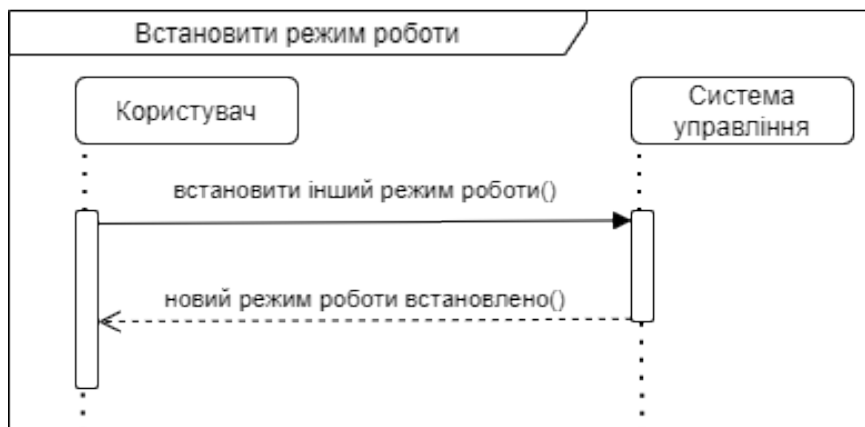 Встановити режим роботи
Користувач
Система
управління
встановити інший режим роботи()
новий режим роботи встановлено()